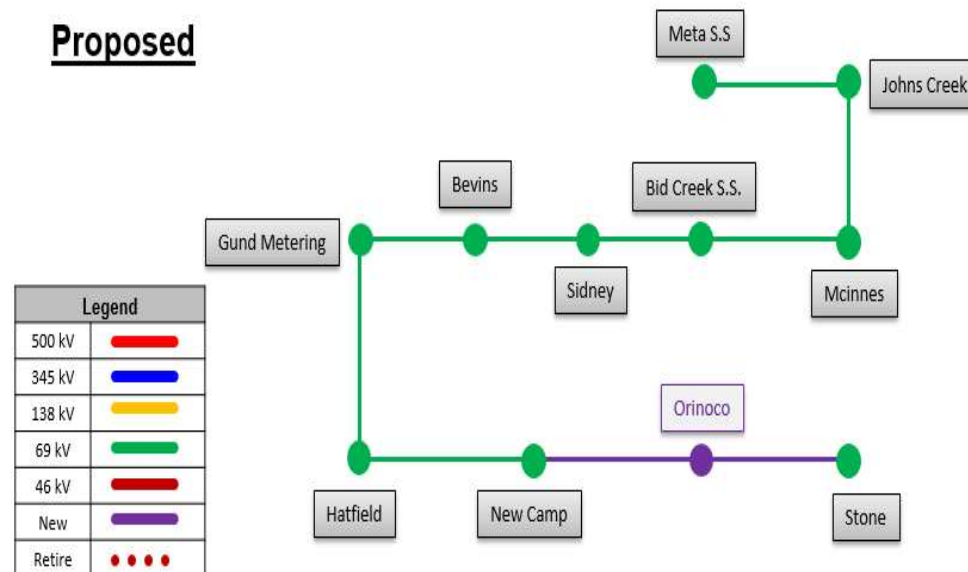 Proposed
Meta S.S
Johns Creek
Bevins
Bid Creek S.S.
Gund Metering
Sidney
Mcinnes
Legend
500 kV
345 kV
138 kV
69 kV
46 kV
New
Retire
Orinoco
Hatfield
New Camp
Stone